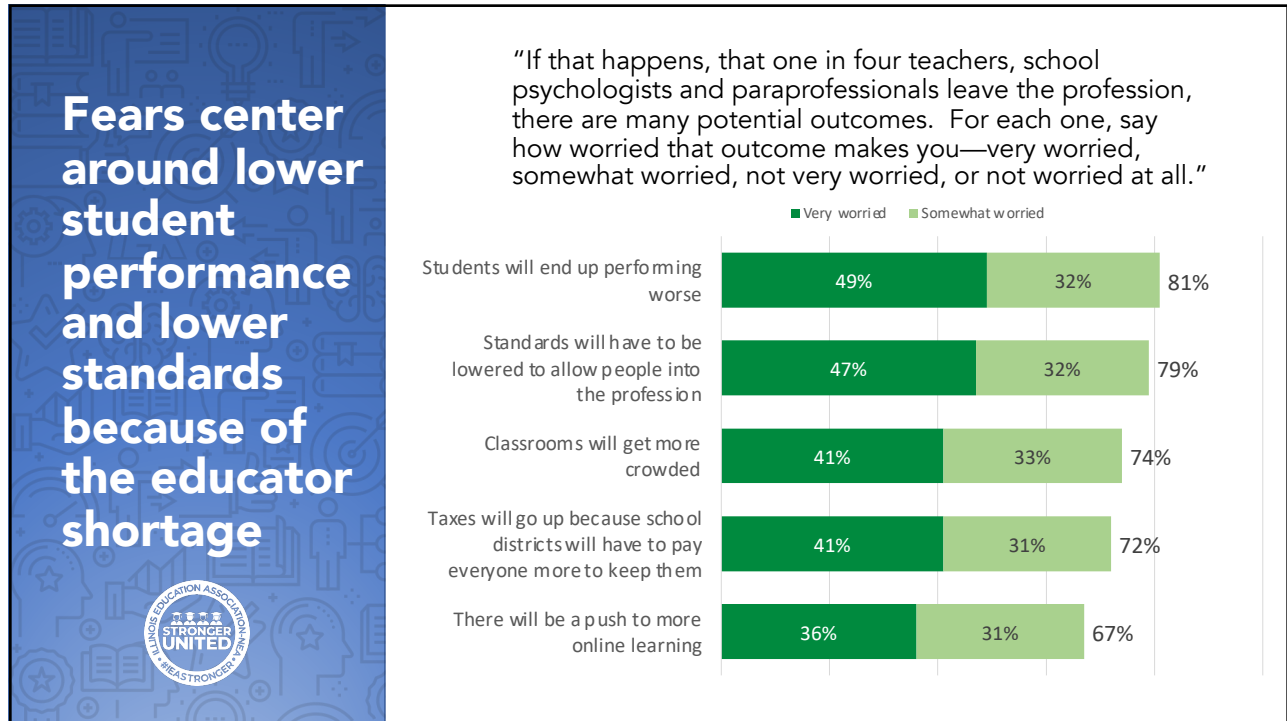 Fears center
around lower
student
performance
and lower
standards
because of
the educator
shortage
ILLINOIS EDUCATION ASSOCIATION-NEA
STRONGER
UNITED
• #IEASTRONGER •
"If that happens, that one in four teachers, school
psychologists and paraprofessionals leave the profession,
there are many potential outcomes.  For each one, say
how worried that outcome makes you—very worried,
somewhat worried, not very worried, or not worried at all."
Very worried Somewhat worried
Students will end up performing
worse
49% 32% 81%
Standards will have to be
lowered to allow people into
the profession
47% 32% 79%
Classrooms will get more
crowded
41% 33% 74%
Taxes will go up because school
districts will have to pay
everyone more to keep them
41% 31% 72%
There will be a push to more
online learning
36% 31% 67%